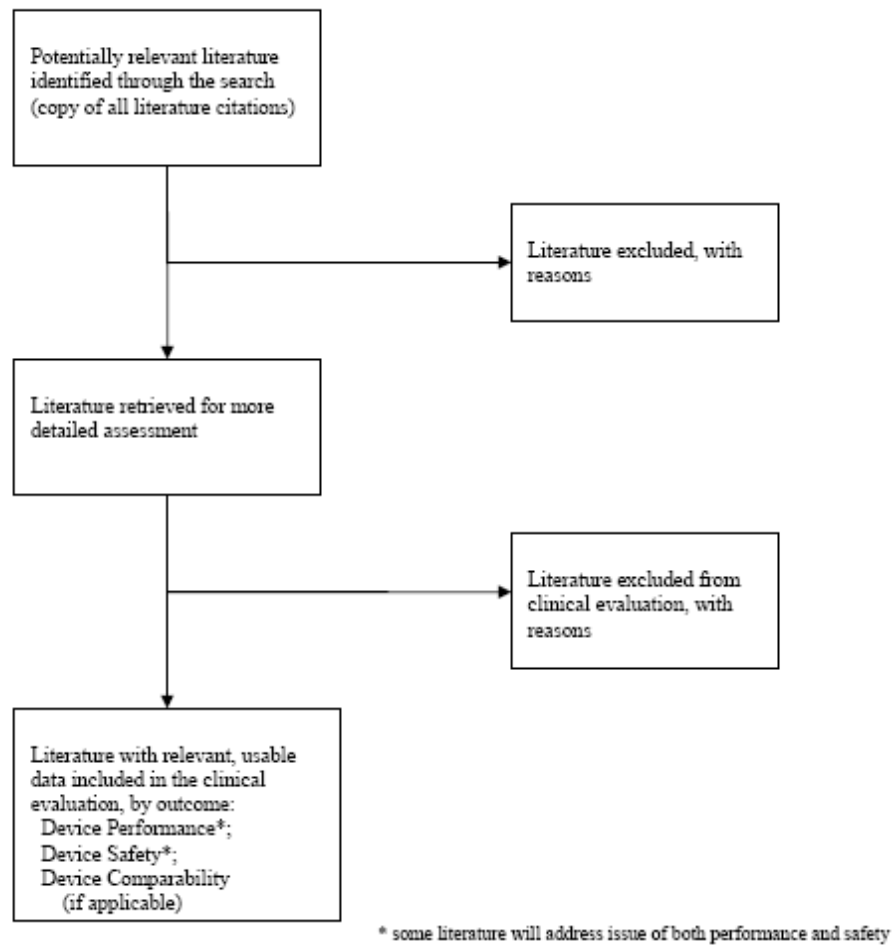 Potentially relevant literature
identified through the search
(copy of all literature citations)
Literature excluded, with
reasons
Literature retrieved for more
detailed assessment
Literature excluded from
clinical evaluation, with
reasons
Literature with relevant, usable
data included in the clinical
evaluation, by outcome:
Device Performance*;
Device Safety*;
Device Comparability
(if applicable)
* some literature will address issue of both performance and safety